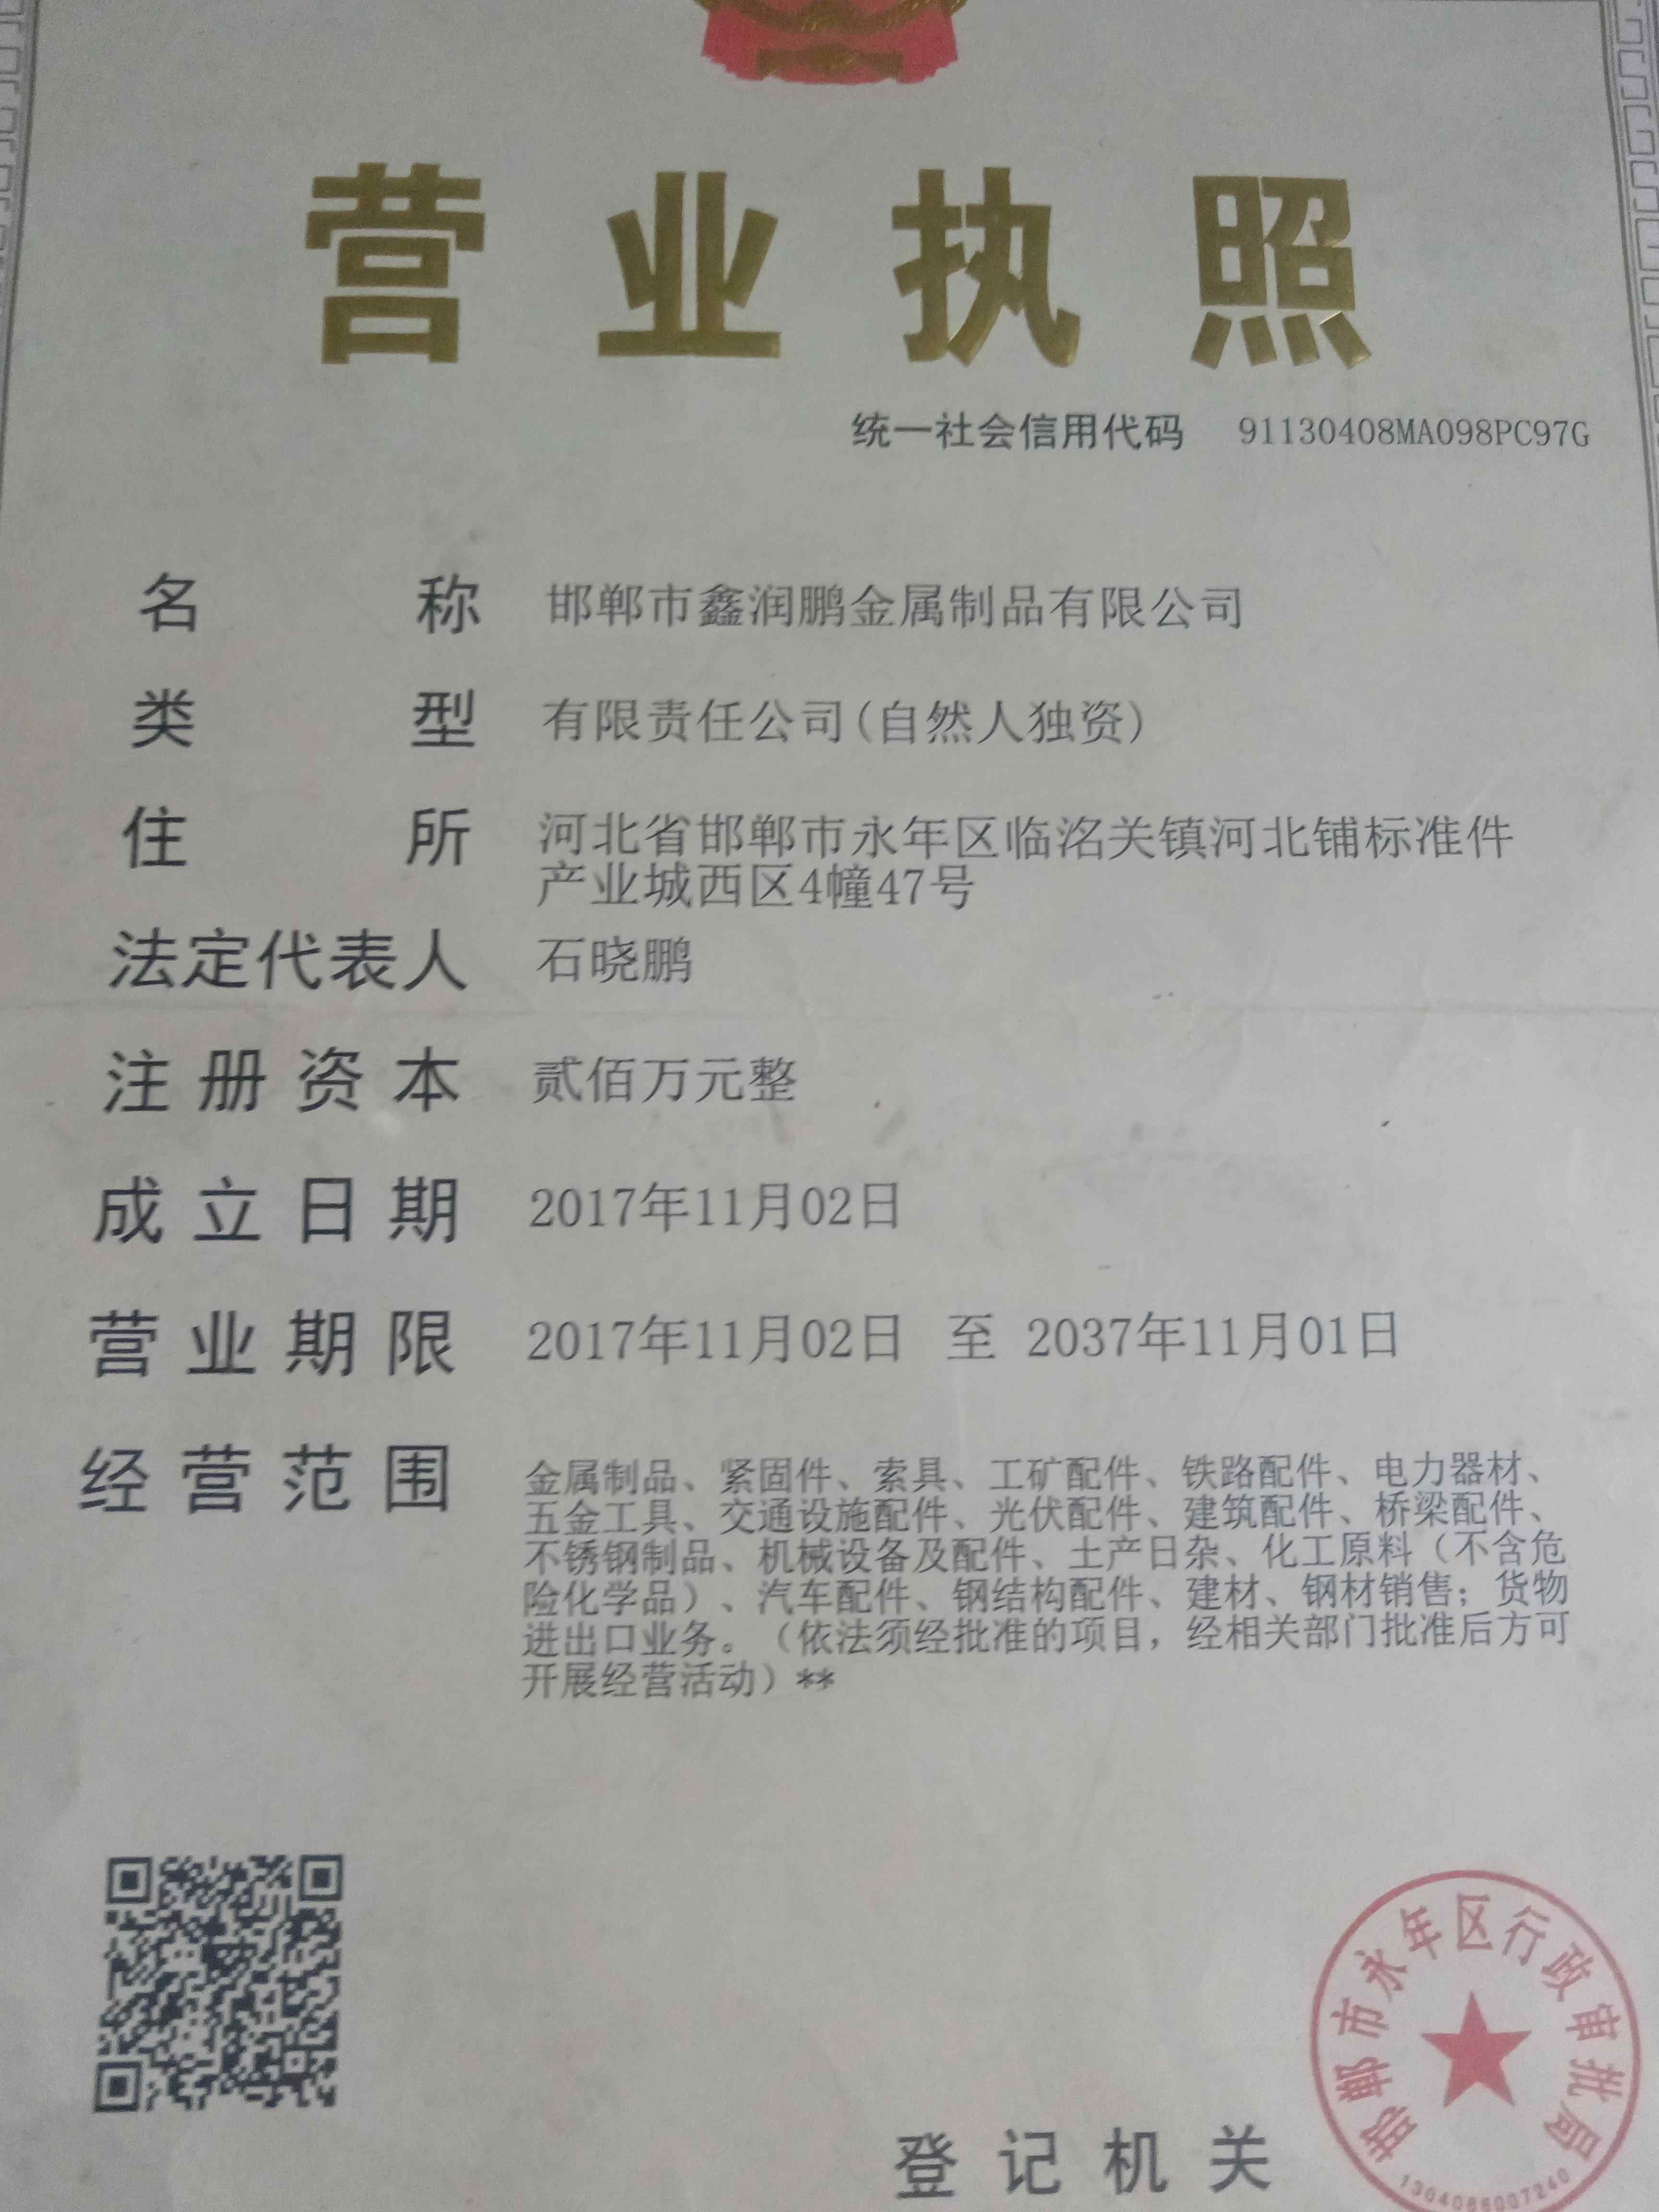 营业执照
统一社会信用代码 91130408MA098PC97G
名称 邯郸市鑫润鹏金属制品有限公司
类型 有限责任公司(自然人独资)
住所 河北省邯郸市永年区临洺关镇河北铺标准件
产业城西区4幢47号
法定代表人 石晓鹏
注册资本 贰佰万元整
成立日期 2017年11月02日
营业期限 2017年11月02日 至 2037年11月01日
经营范围 金属制品、紧固件、索具、工矿配件、铁路配件、电力器材、
五金工具、交通设施配件、光伏配件、建筑配件、桥梁配件、
不锈钢制品、机械设备及配件、土产日杂、化工原料（不含危
险化学品）、汽车配件、钢结构配件、建材、钢材销售；货物
进出口业务。（依法须经批准的项目，经相关部门批准后方可
开展经营活动）**
登记机关
邯郸市永年区行政审批局